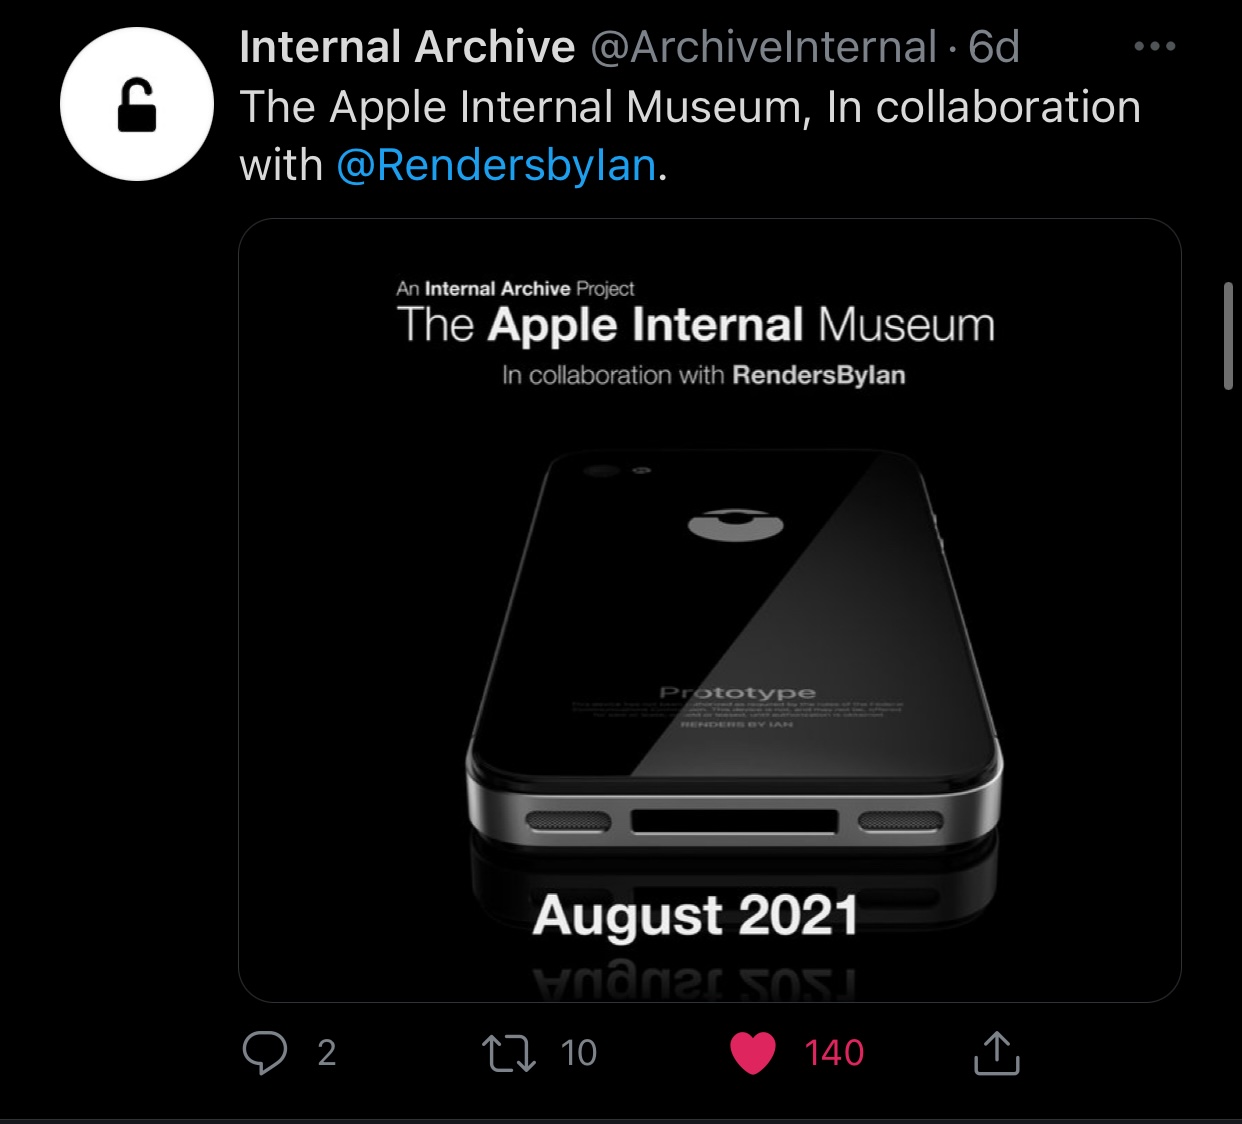 Internal Archive @ArchiveInternal · 6d
The Apple Internal Museum, In collaboration
with @RendersbyIan.
An Internal Archive Project
The Apple Internal Museum
In collaboration with RendersByIan
Prototype
RENDERS BY IAN
August 2021
2 10 140